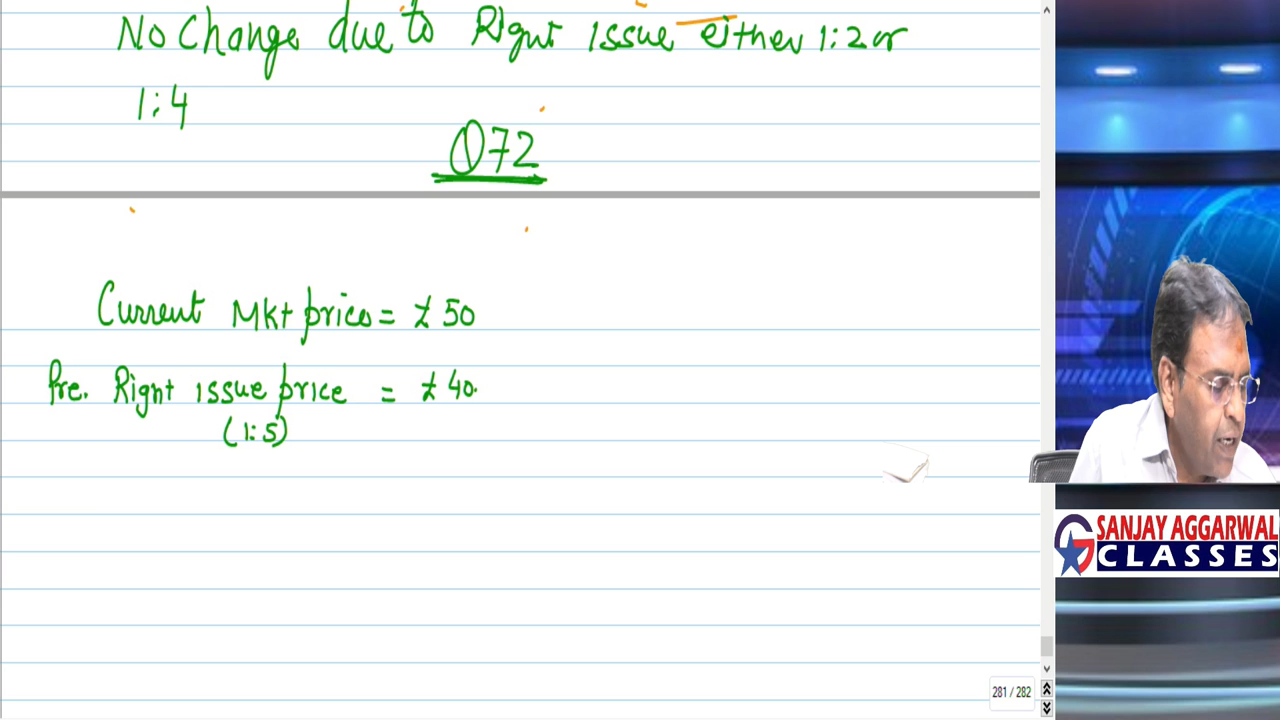 No Change due to Right issue either 1:2 or
1:4
Q72
Current Mkt price = ₹ 50
Pre. Right issue price = ₹ 40.
(1:5)
281 / 282
SANJAY AGGARWAL
CLASSES